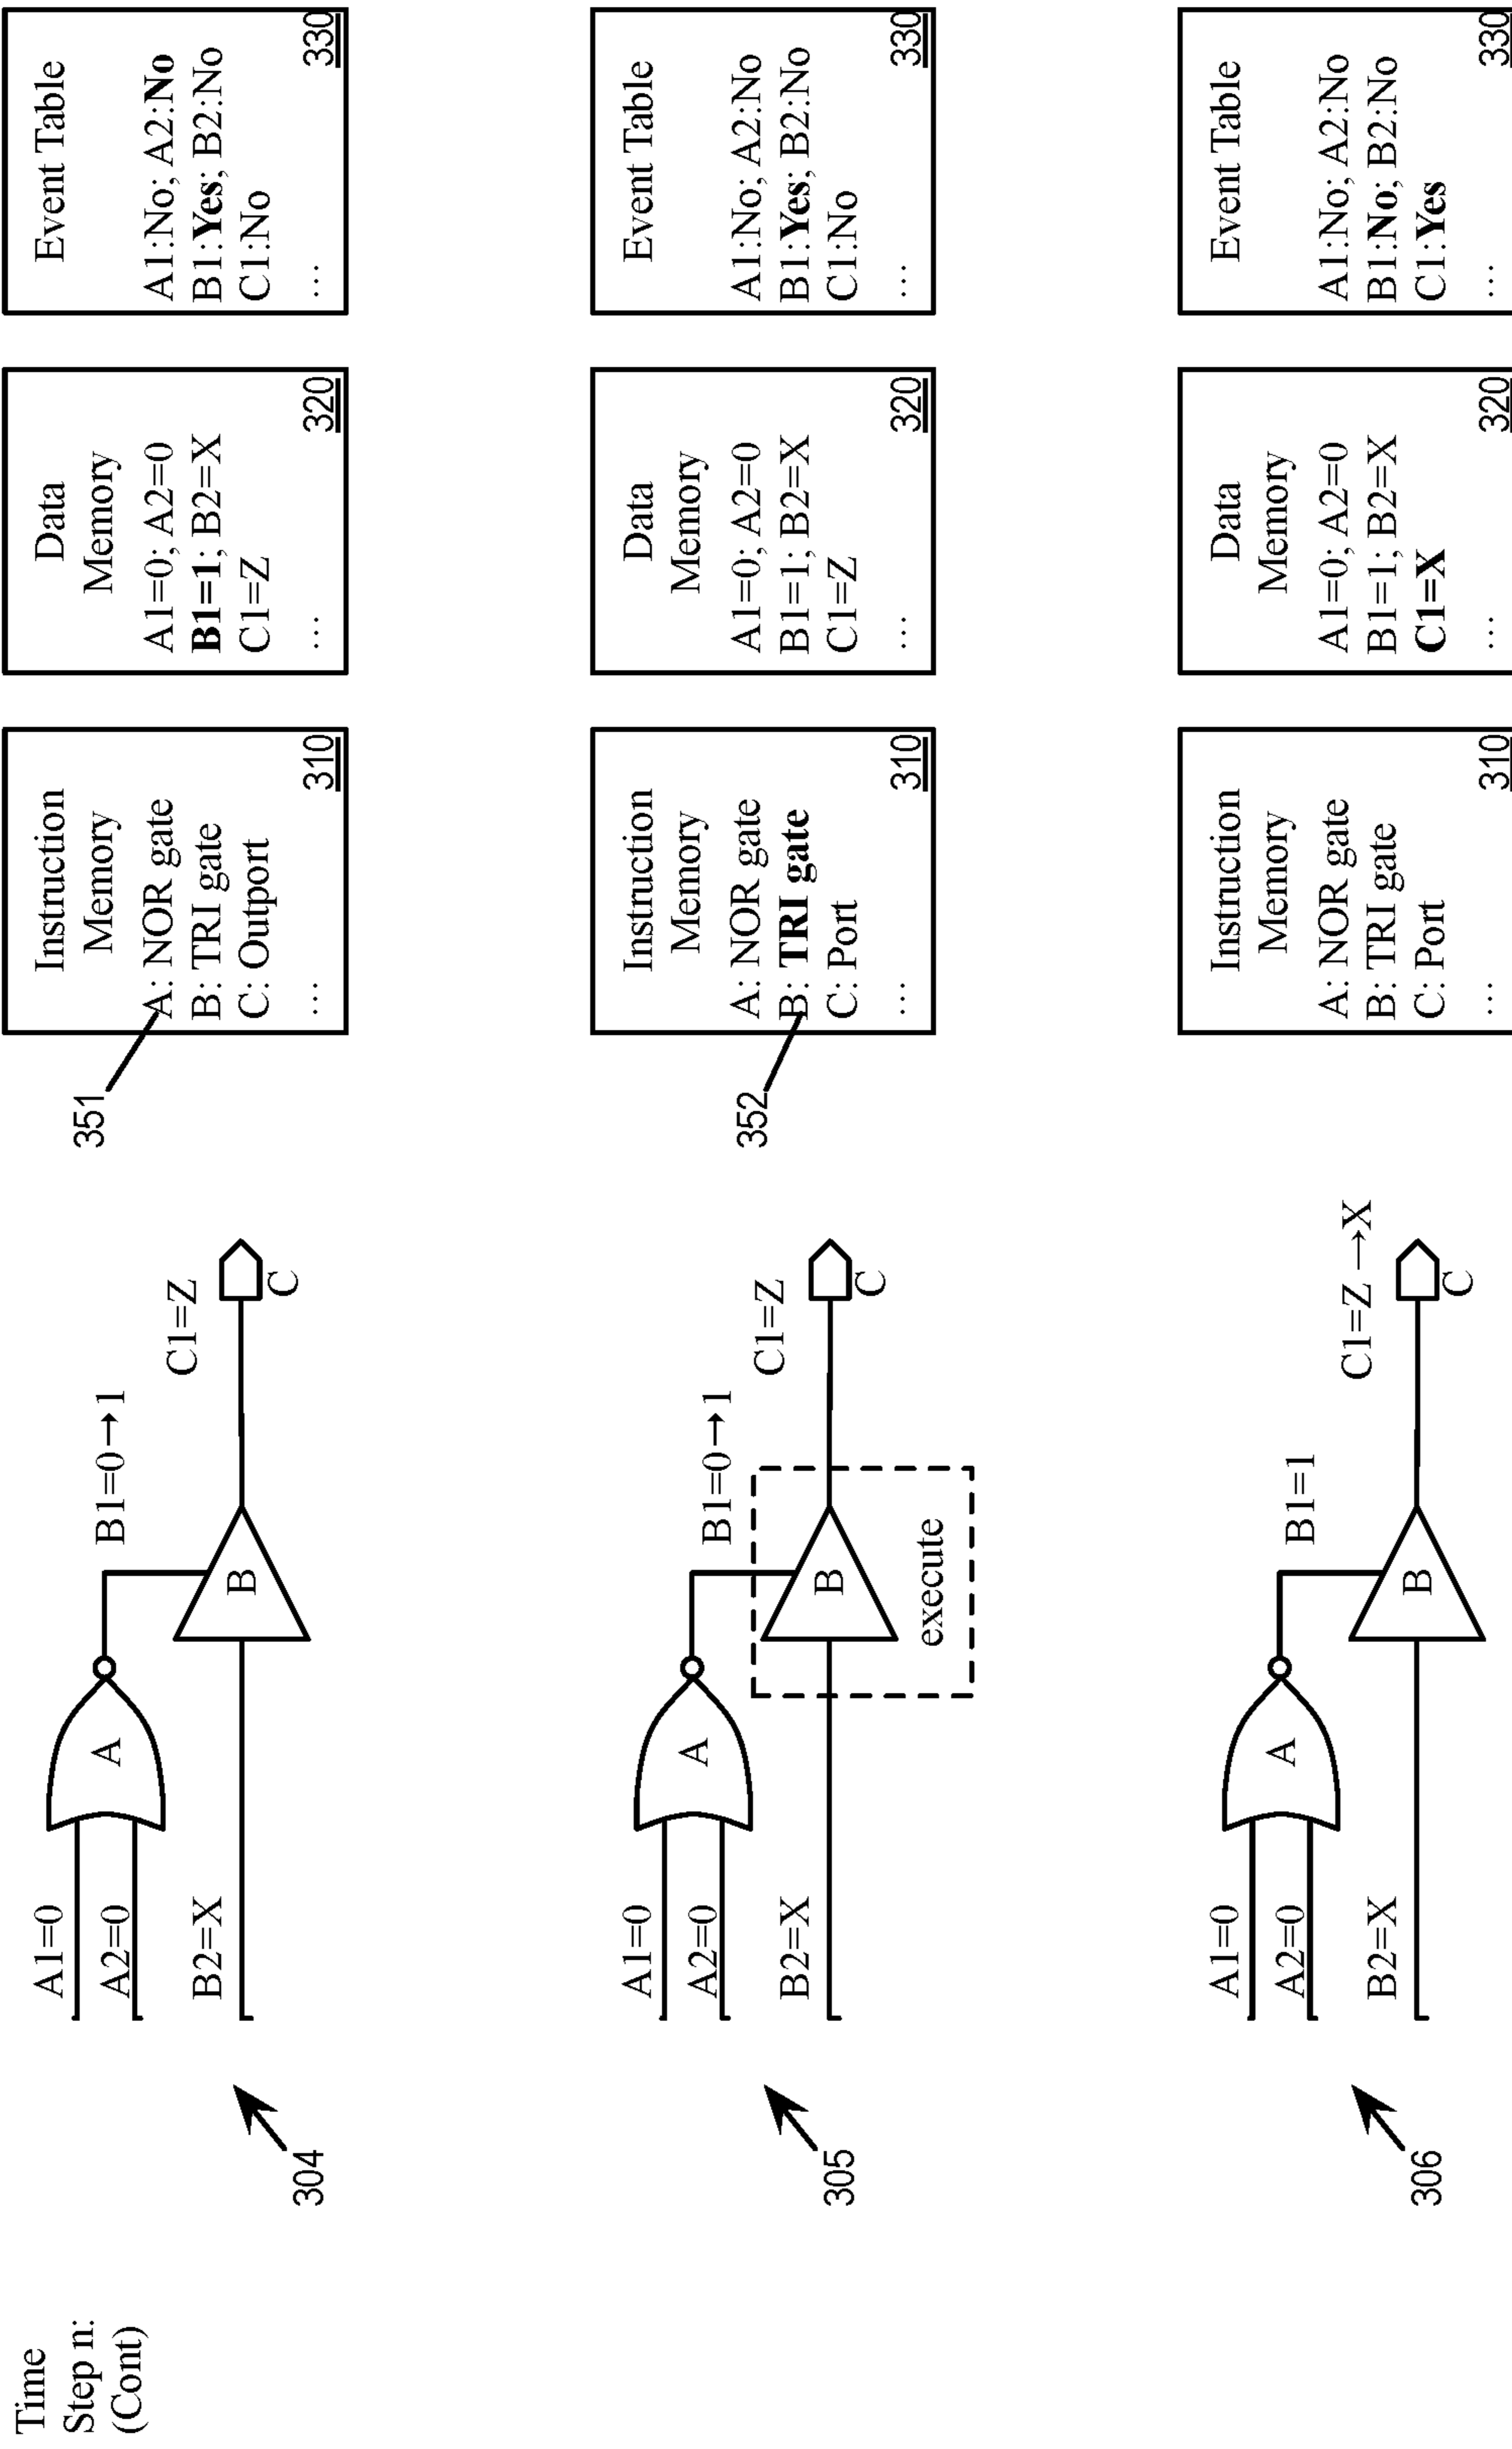 Time
Step n:
(Cont)
304
A1=0
A2=0
B2=X
A
B
B1=0→1
C1=Z
C
351
Instruction
Memory
A: NOR gate
B: TRI gate
C: Outport
...
310
Data
Memory
A1=0; A2=0
B1=1; B2=X
C1=Z
...
320
Event Table
A1:No; A2:No
B1:Yes; B2:No
C1:No
...
330
305
A1=0
A2=0
B2=X
A
B
execute
B1=0→1
C1=Z
C
352
Instruction
Memory
A: NOR gate
B: TRI gate
C: Port
...
310
Data
Memory
A1=0; A2=0
B1=1; B2=X
C1=Z
...
320
Event Table
A1:No; A2:No
B1:Yes; B2:No
C1:No
...
330
306
A1=0
A2=0
B2=X
A
B
B1=1
C1=Z→X
C
Instruction
Memory
A: NOR gate
B: TRI gate
C: Port
...
310
Data
Memory
A1=0; A2=0
B1=1; B2=X
C1=X
...
320
Event Table
A1:No; A2:No
B1:No; B2:No
C1:Yes
...
330